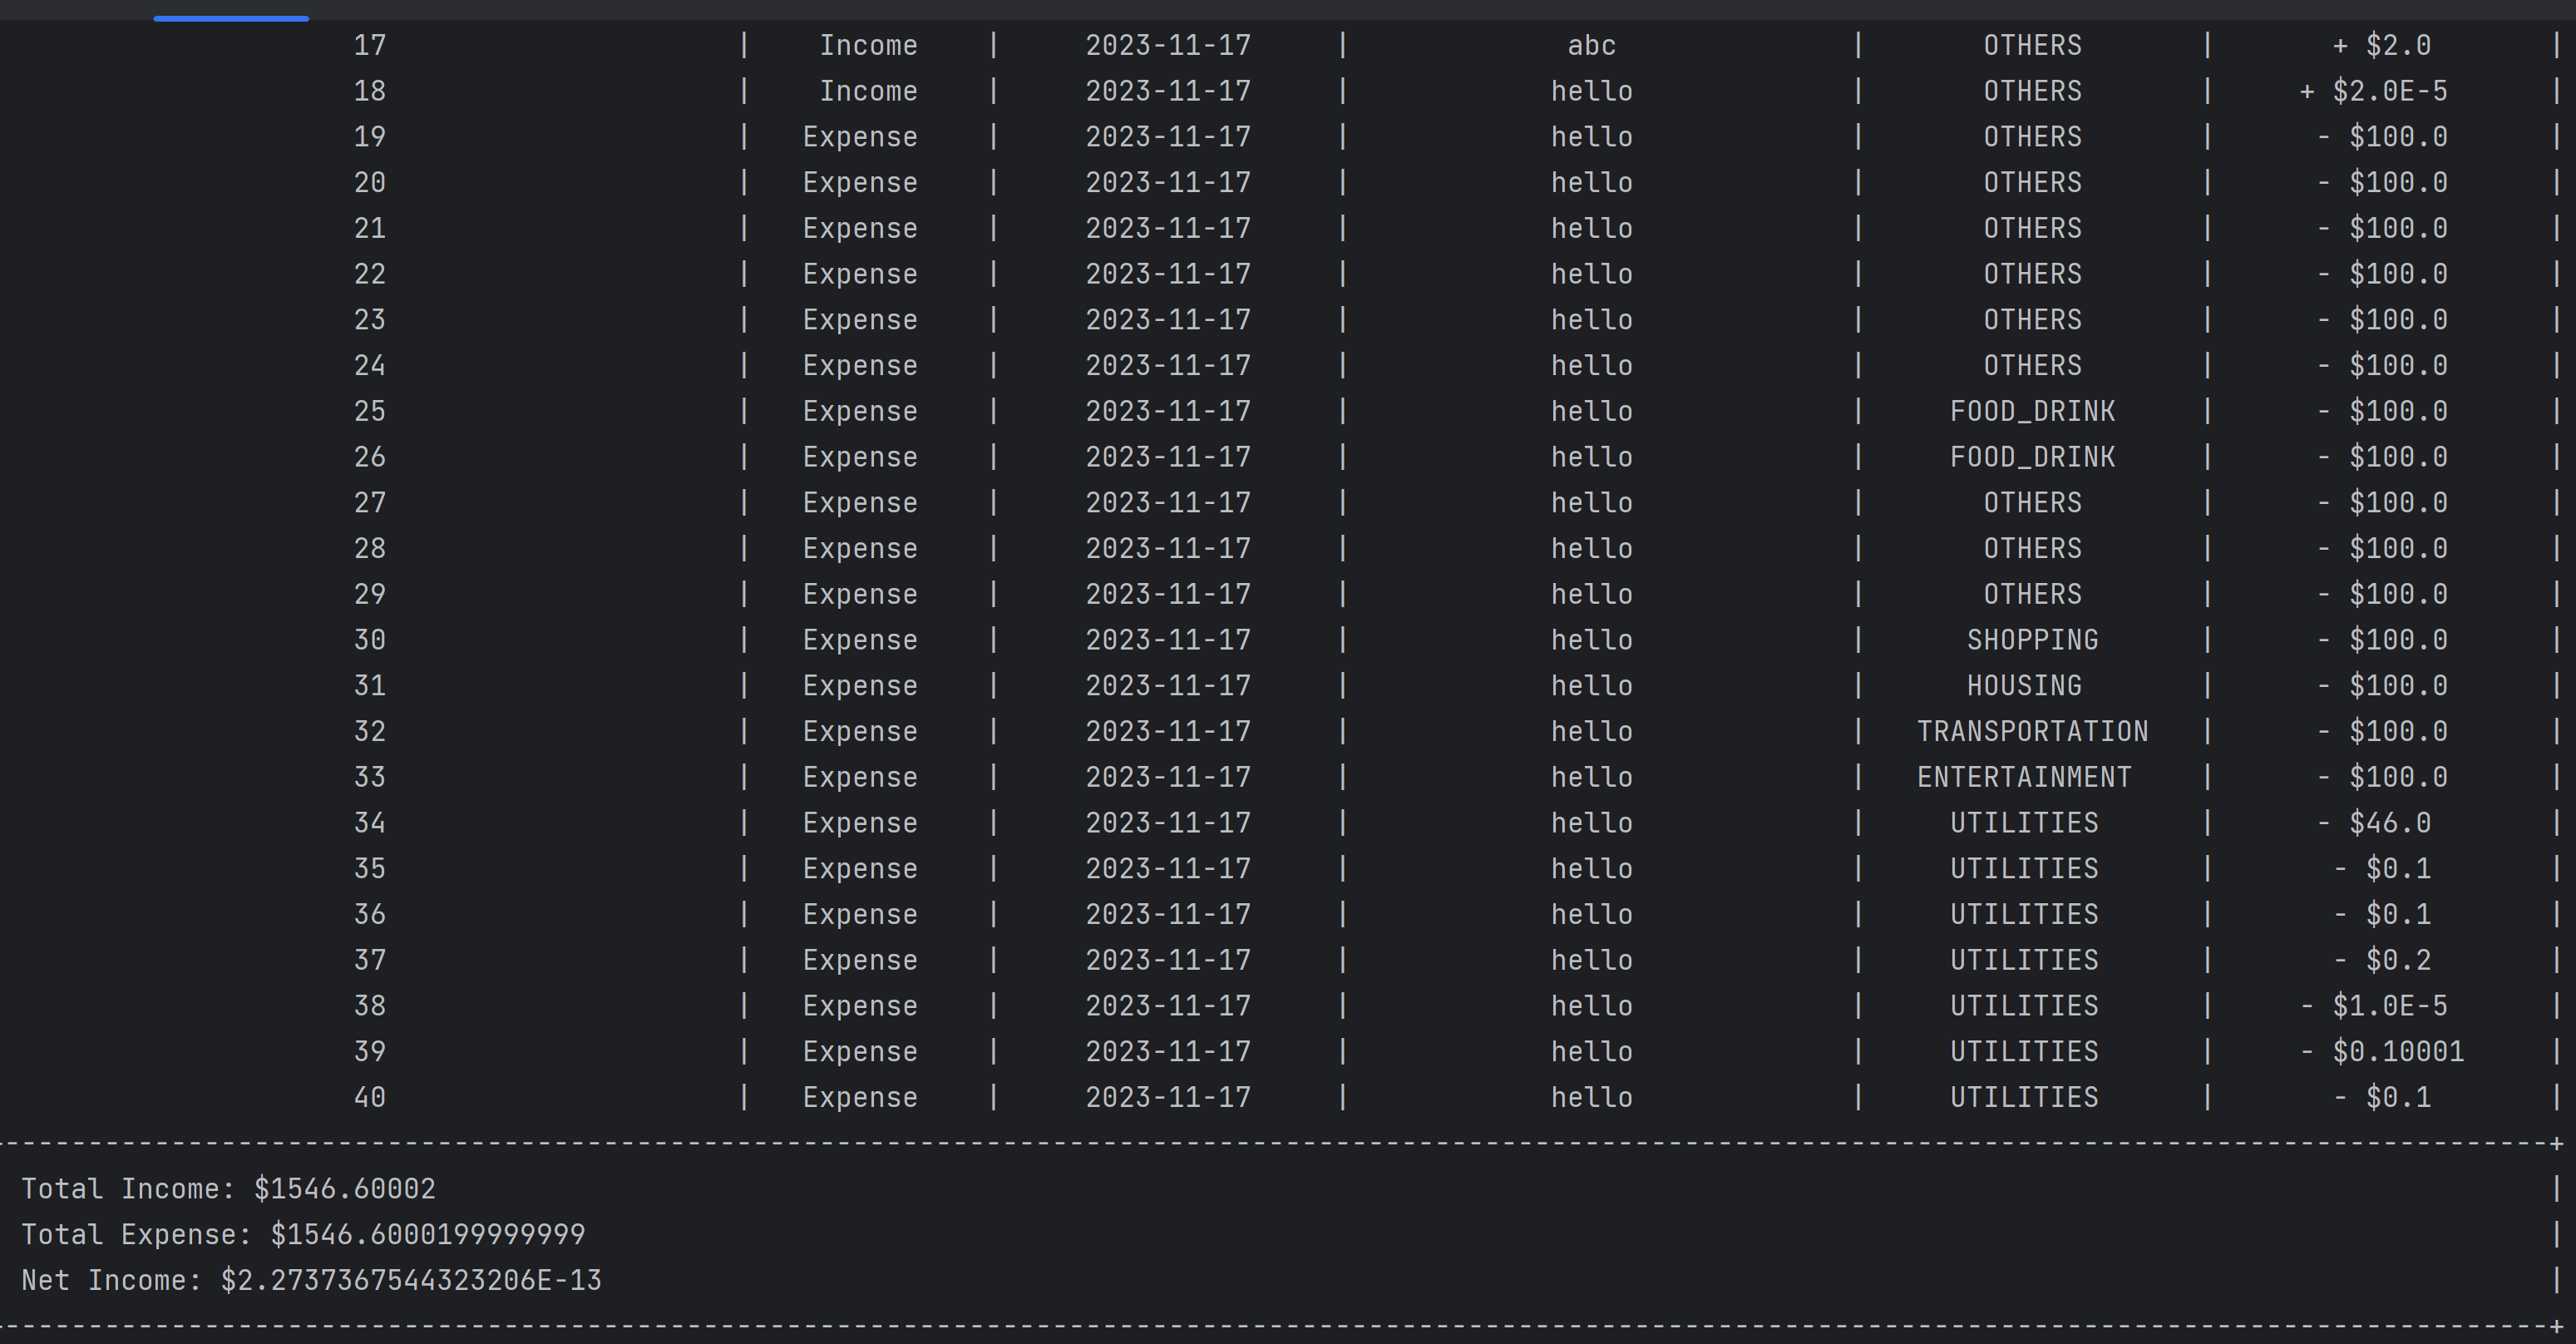 17 | Income | 2023-11-17 | abc | OTHERS | + $2.0 |
18 | Income | 2023-11-17 | hello | OTHERS | + $2.0E-5 |
19 | Expense | 2023-11-17 | hello | OTHERS | - $100.0 |
20 | Expense | 2023-11-17 | hello | OTHERS | - $100.0 |
21 | Expense | 2023-11-17 | hello | OTHERS | - $100.0 |
22 | Expense | 2023-11-17 | hello | OTHERS | - $100.0 |
23 | Expense | 2023-11-17 | hello | OTHERS | - $100.0 |
24 | Expense | 2023-11-17 | hello | OTHERS | - $100.0 |
25 | Expense | 2023-11-17 | hello | FOOD_DRINK | - $100.0 |
26 | Expense | 2023-11-17 | hello | FOOD_DRINK | - $100.0 |
27 | Expense | 2023-11-17 | hello | OTHERS | - $100.0 |
28 | Expense | 2023-11-17 | hello | OTHERS | - $100.0 |
29 | Expense | 2023-11-17 | hello | OTHERS | - $100.0 |
30 | Expense | 2023-11-17 | hello | SHOPPING | - $100.0 |
31 | Expense | 2023-11-17 | hello | HOUSING | - $100.0 |
32 | Expense | 2023-11-17 | hello | TRANSPORTATION | - $100.0 |
33 | Expense | 2023-11-17 | hello | ENTERTAINMENT | - $100.0 |
34 | Expense | 2023-11-17 | hello | UTILITIES | - $46.0 |
35 | Expense | 2023-11-17 | hello | UTILITIES | - $0.1 |
36 | Expense | 2023-11-17 | hello | UTILITIES | - $0.1 |
37 | Expense | 2023-11-17 | hello | UTILITIES | - $0.2 |
38 | Expense | 2023-11-17 | hello | UTILITIES | - $1.0E-5 |
39 | Expense | 2023-11-17 | hello | UTILITIES | - $0.10001 |
40 | Expense | 2023-11-17 | hello | UTILITIES | - $0.1 |
Total Income: $1546.60002 |
Total Expense: $1546.6000199999999 |
Net Income: $2.2737367544323206E-13 |